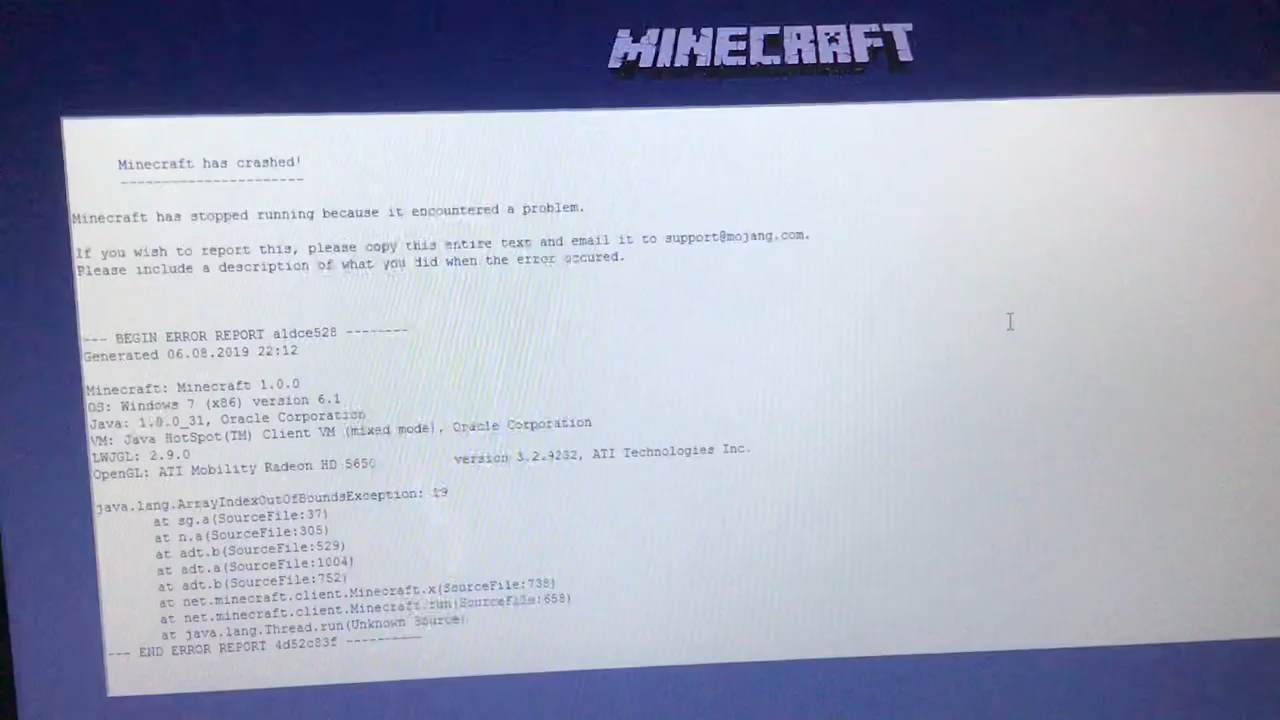 MINECRAFT
Minecraft has crashed!
----------------------
Minecraft has stopped running because it encountered a problem.
If you wish to report this, please copy this entire text and email it to support@mojang.com.
Please include a description of what you did when the error occured.
--- BEGIN ERROR REPORT a1dce528 --------
Generated 06.08.2019 22:12
Minecraft: Minecraft 1.0.0
OS: Windows 7 (x86) version 6.1
Java: 1.8.0_31, Oracle Corporation
VM: Java HotSpot(TM) Client VM (mixed mode), Oracle Corporation
LWJGL: 2.9.0
OpenGL: ATI Mobility Radeon HD 5650 version 3.2.9232, ATI Technologies Inc.
java.lang.ArrayIndexOutOfBoundsException: 19
at sg.a(SourceFile:37)
at n.a(SourceFile:305)
at adt.b(SourceFile:529)
at adt.a(SourceFile:1004)
at adt.b(SourceFile:752)
at net.minecraft.client.Minecraft.x(SourceFile:738)
at net.minecraft.client.Minecraft.run(SourceFile:658)
at java.lang.Thread.run(Unknown Source)
--- END ERROR REPORT 4d52c83f ----------